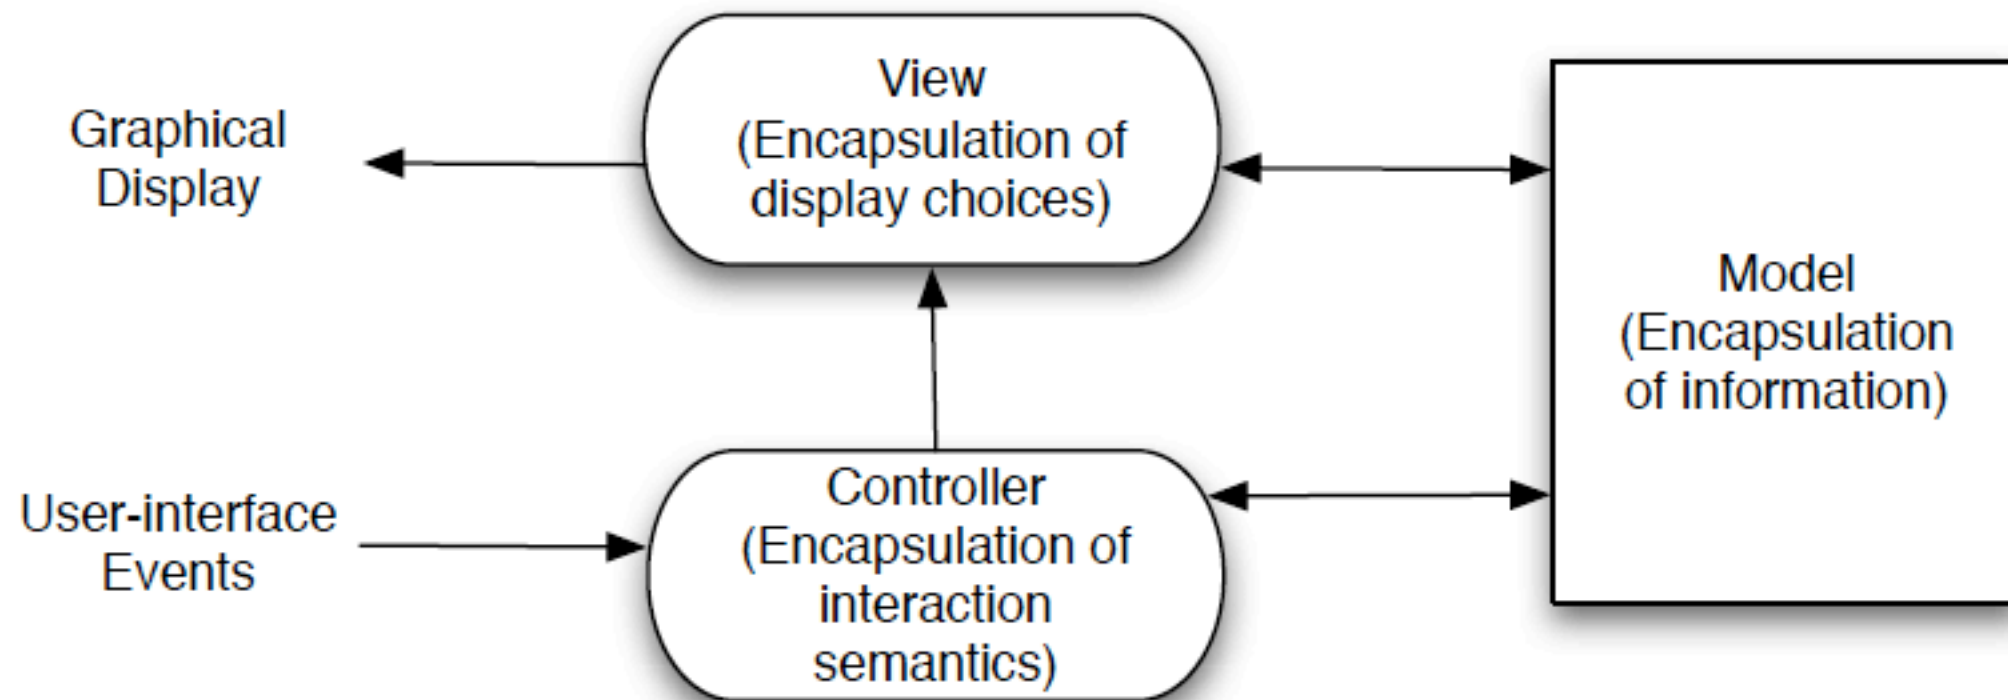 View
(Encapsulation of
display choices)
Graphical
Display
Model
(Encapsulation
of information)
User-interface
Events
Controller
(Encapsulation of
interaction
semantics)